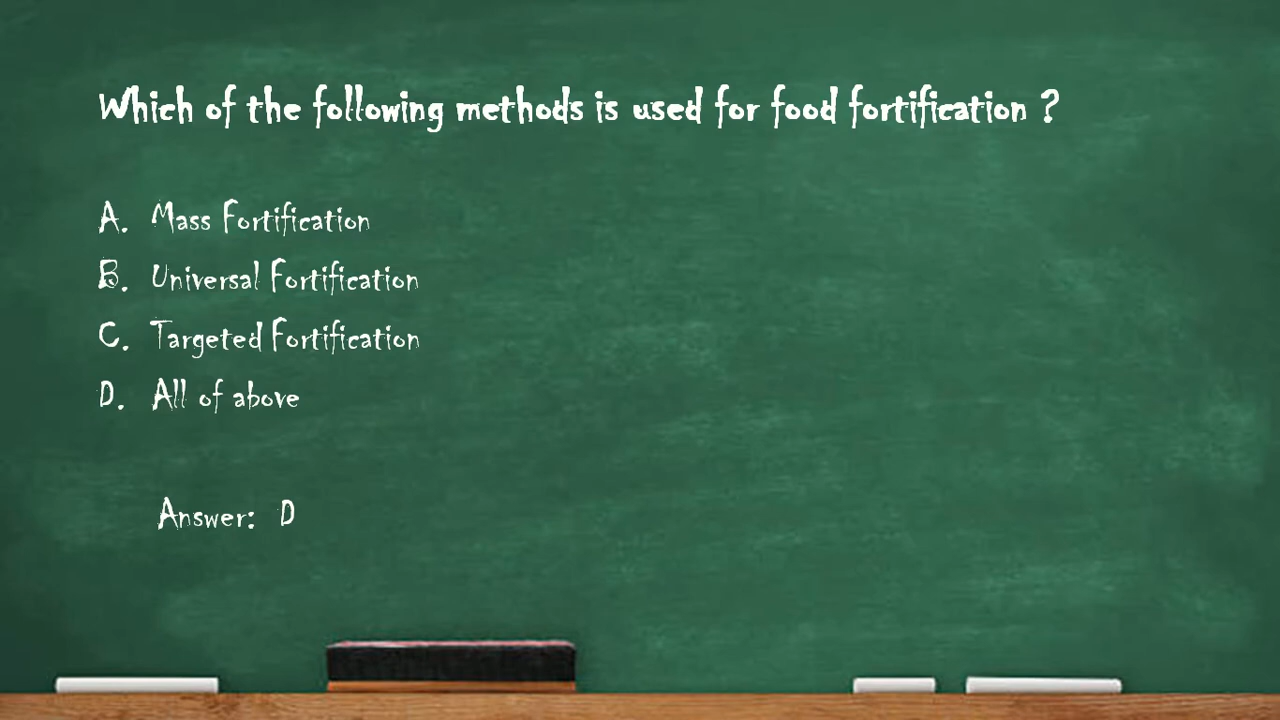 Which of the following methods is used for food fortification ?
A. Mass Fortification
B. Universal Fortification
C. Targeted Fortification
D. All of above
Answer: D